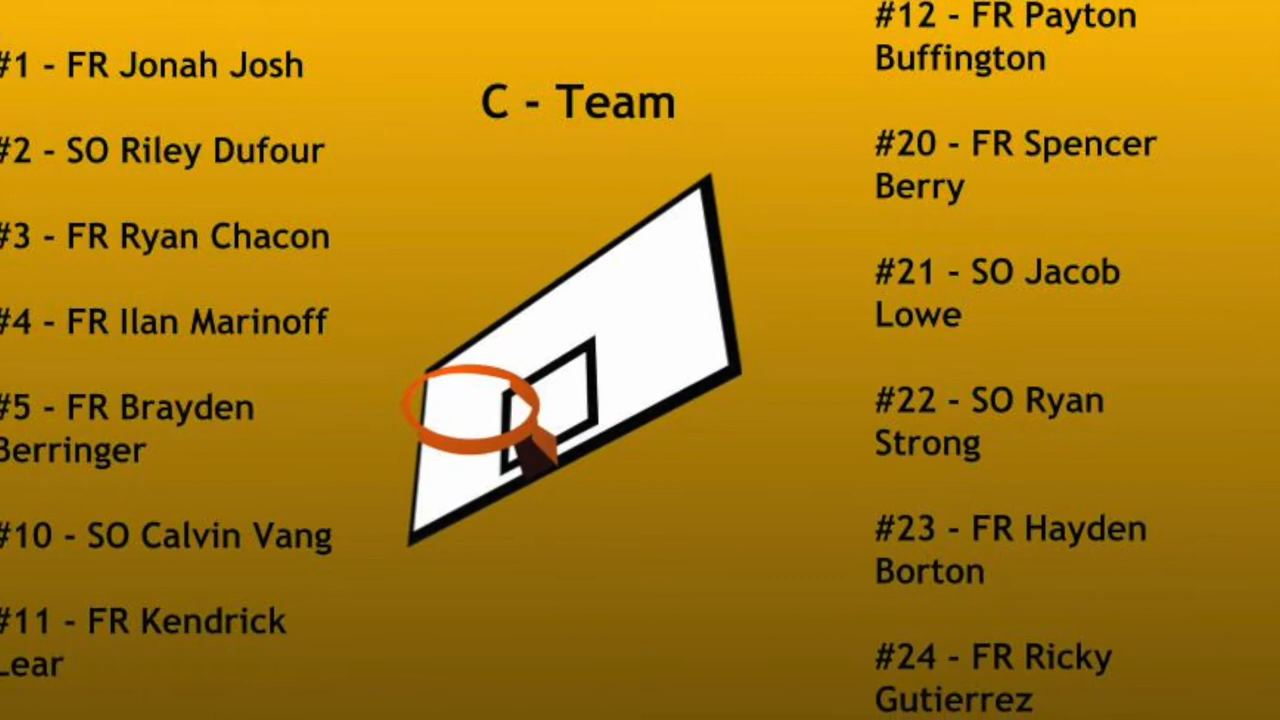 #1 - FR Jonah Josh
#2 - SO Riley Dufour
#3 - FR Ryan Chacon
#4 - FR Ilan Marinoff
#5 - FR Brayden
Berringer
#10 - SO Calvin Vang
#11 - FR Kendrick
Lear
C - Team
#12 - FR Payton
Buffington
#20 - FR Spencer
Berry
#21 - SO Jacob
Lowe
#22 - SO Ryan
Strong
#23 - FR Hayden
Borton
#24 - FR Ricky
Gutierrez